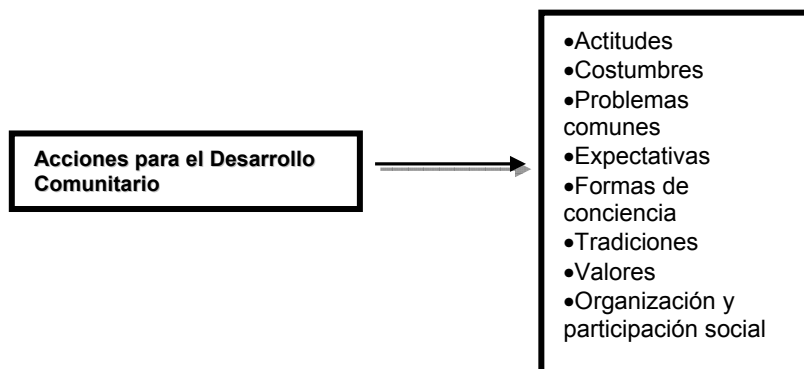 Acciones para el Desarrollo
Comunitario
•Actitudes
•Costumbres
•Problemas
comunes
•Expectativas
•Formas de
conciencia
•Tradiciones
•Valores
•Organización y
participación social